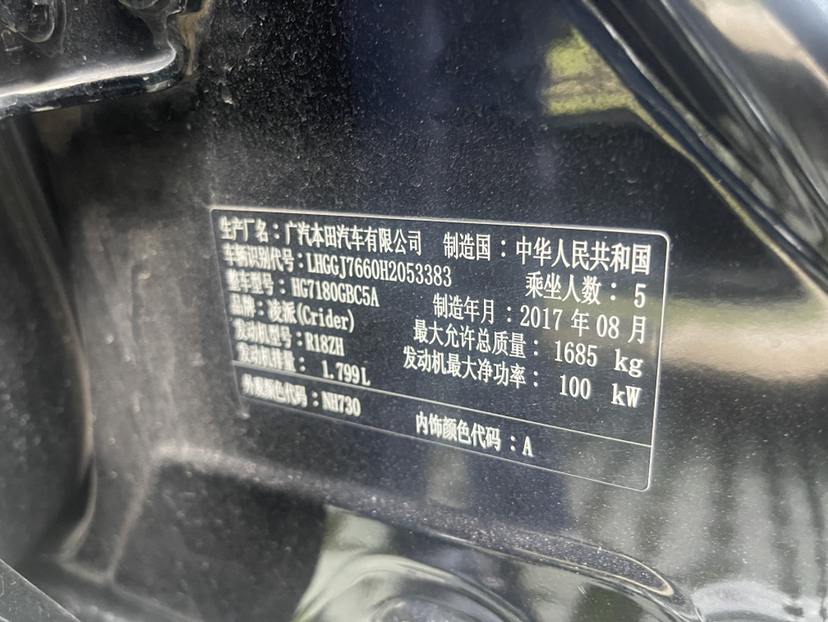 生产厂名：广汽本田汽车有限公司 制造国：中华人民共和国
车辆识别代号：LHGGJ7660H2053383 乘坐人数：5
整车型号：HG7180GBC5A 制造年月：2017 年 08 月
品牌：凌派(Crider) 最大允许总质量：1685 kg
发动机型号：R18ZH 发动机最大净功率：100 kW
发动机排量：1.799L
外观颜色代码：NH730 内饰颜色代码：A